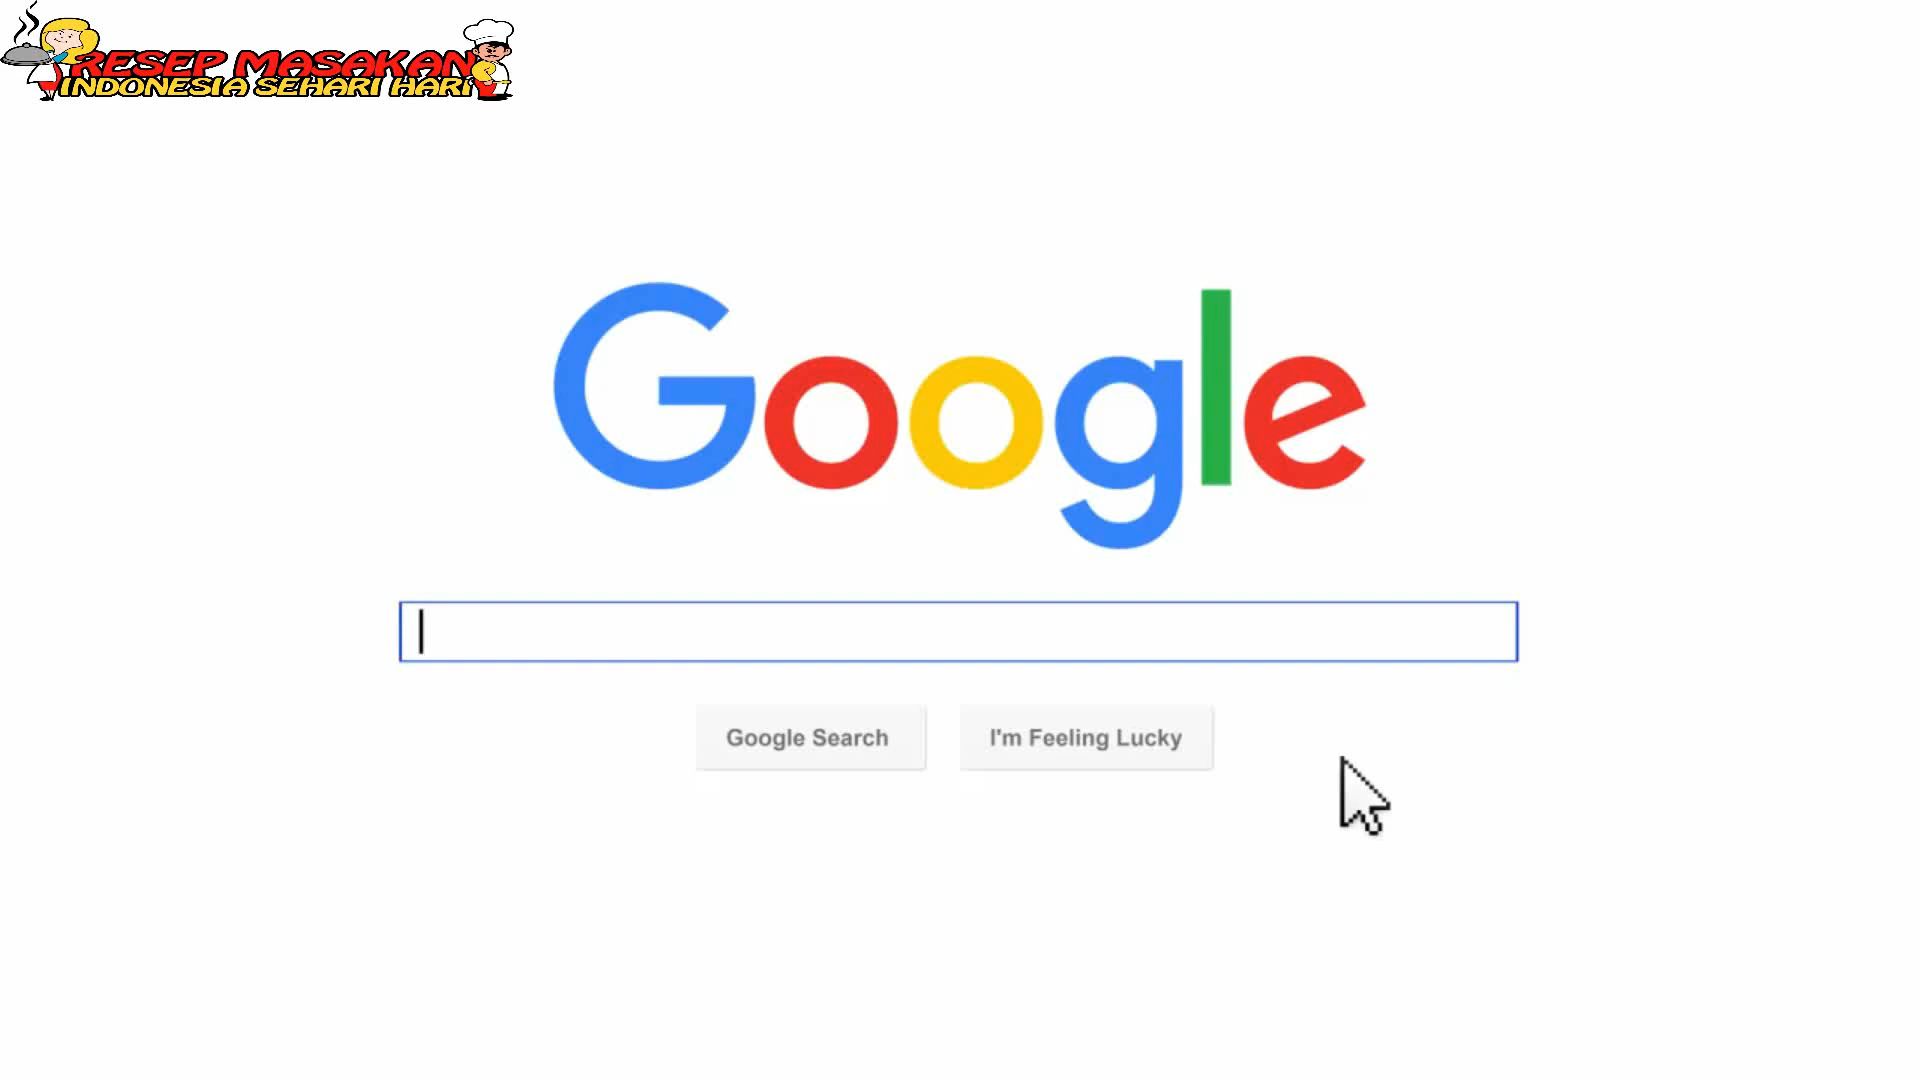 RESEP MASAKAN
INDONESIA SEHARI HARI
Google
Google Search
I'm Feeling Lucky